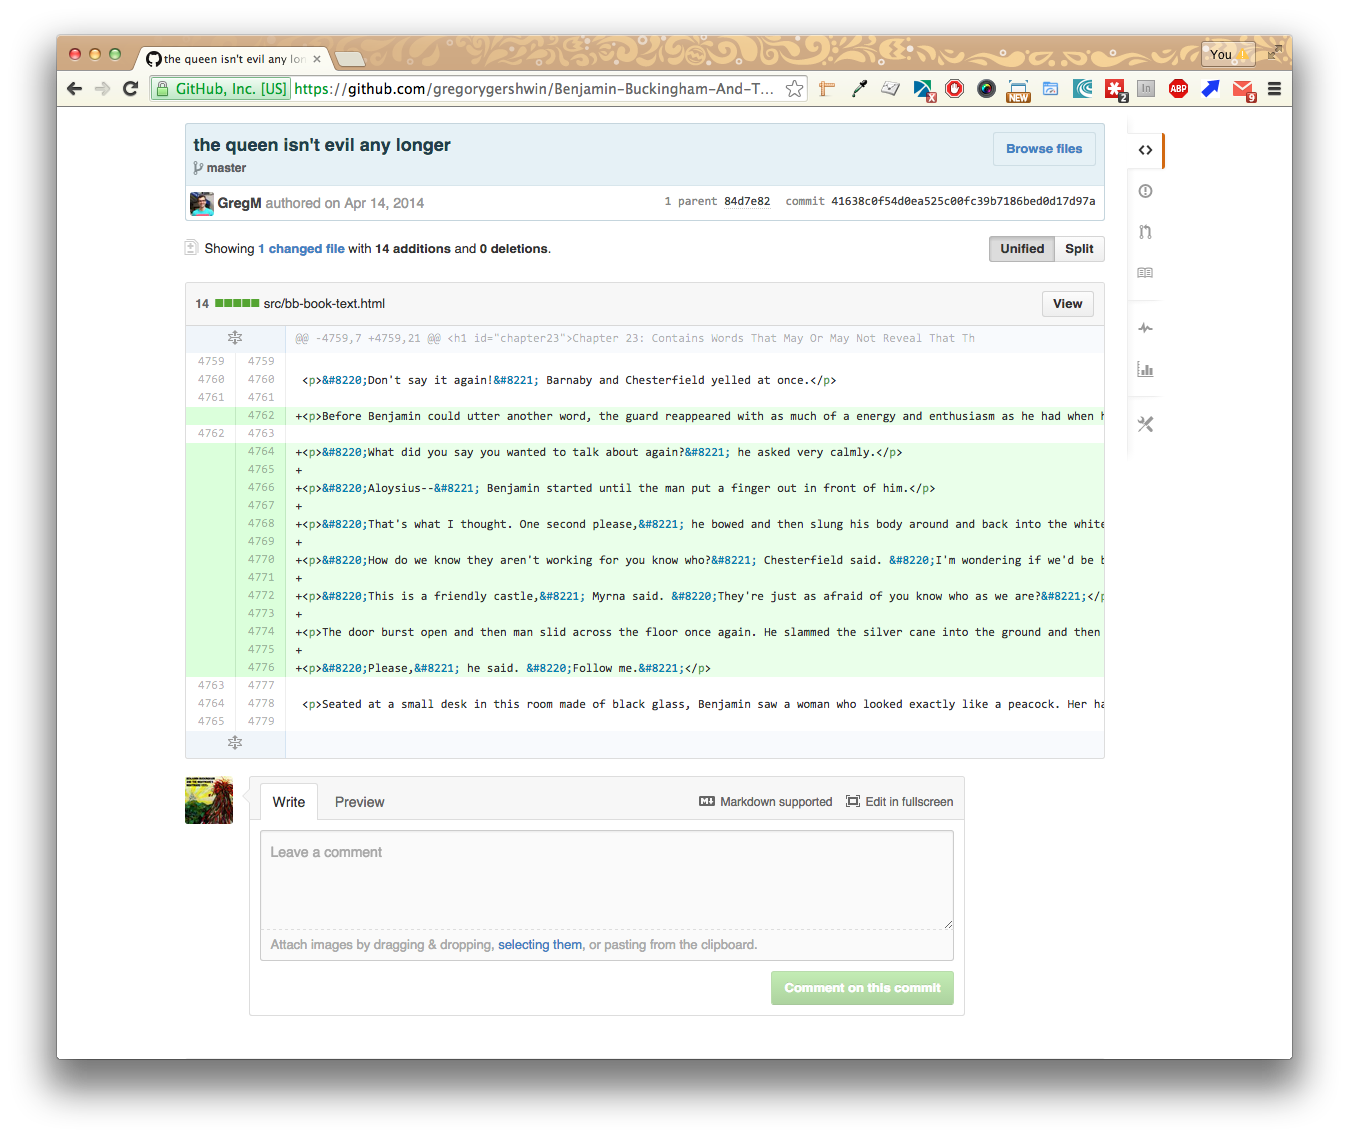 the queen isn't evil any lon
You
GitHub, Inc. [US] https://github.com/gregorygershwin/Benjamin-Buckingham-And-T...
X NEW 2 In ABP 9
the queen isn't evil any longer
Browse files
master
GregM authored on Apr 14, 2014 1 parent 84d7e82 commit 41638c0f54d0ea525c00fc39b7186bed0d17d97a
Showing 1 changed file with 14 additions and 0 deletions. Unified Split
14 src/bb-book-text.html View
@@ -4759,7 +4759,21 @@ <h1 id="chapter23">Chapter 23: Contains Words That May Or May Not Reveal That Th
4759 4759
4760 4760 <p>&#8220;Don't say it again!&#8221; Barnaby and Chesterfield yelled at once.</p>
4761 4761
4762 +<p>Before Benjamin could utter another word, the guard reappeared with as much of a energy and enthusiasm as he had when h
4762 4763
4764 +<p>&#8220;What did you say you wanted to talk about again?&#8221; he asked very calmly.</p>
4765 +
4766 +<p>&#8220;Aloysius--&#8221; Benjamin started until the man put a finger out in front of him.</p>
4767 +
4768 +<p>&#8220;That's what I thought. One second please,&#8221; he bowed and then slung his body around and back into the white
4769 +
4770 +<p>&#8220;How do we know they aren't working for you know who?&#8221; Chesterfield said. &#8220;I'm wondering if we'd be b
4771 +
4772 +<p>&#8220;This is a friendly castle,&#8221; Myrna said. &#8220;They're just as afraid of you know who as we are?&#8221;</p
4773 +
4774 +<p>The door burst open and then man slid across the floor once again. He slammed the silver cane into the ground and then
4775 +
4776 +<p>&#8220;Please,&#8221; he said. &#8220;Follow me.&#8221;</p>
4763 4777
4764 4778 <p>Seated at a small desk in this room made of black glass, Benjamin saw a woman who looked exactly like a peacock. Her ha
4765 4779
Write Preview Markdown supported Edit in fullscreen
Leave a comment
Attach images by dragging & dropping, selecting them, or pasting from the clipboard.
Comment on this commit